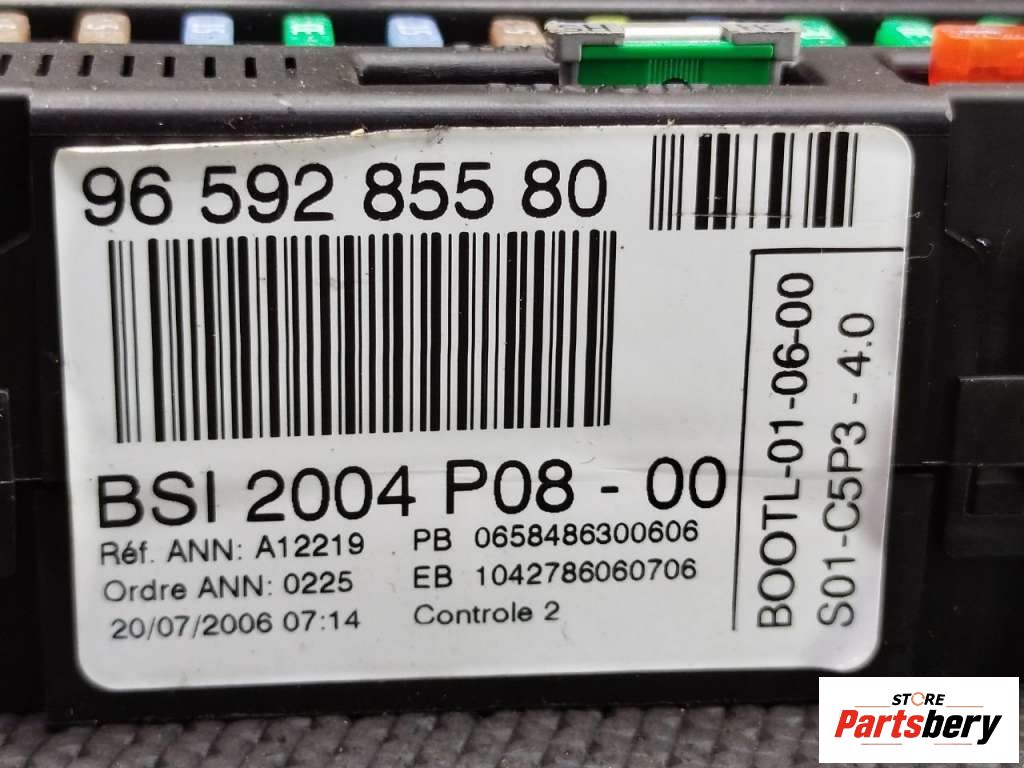 96 592 855 80
BSI 2004 P08 - 00
Réf. ANN: A12219
Ordre ANN: 0225
20/07/2006 07:14
PB 0658486300606
EB 1042786060706
Controle 2
BOOTL-01-06-00
S01-C5P3 - 4.0
STORE
Partsbery